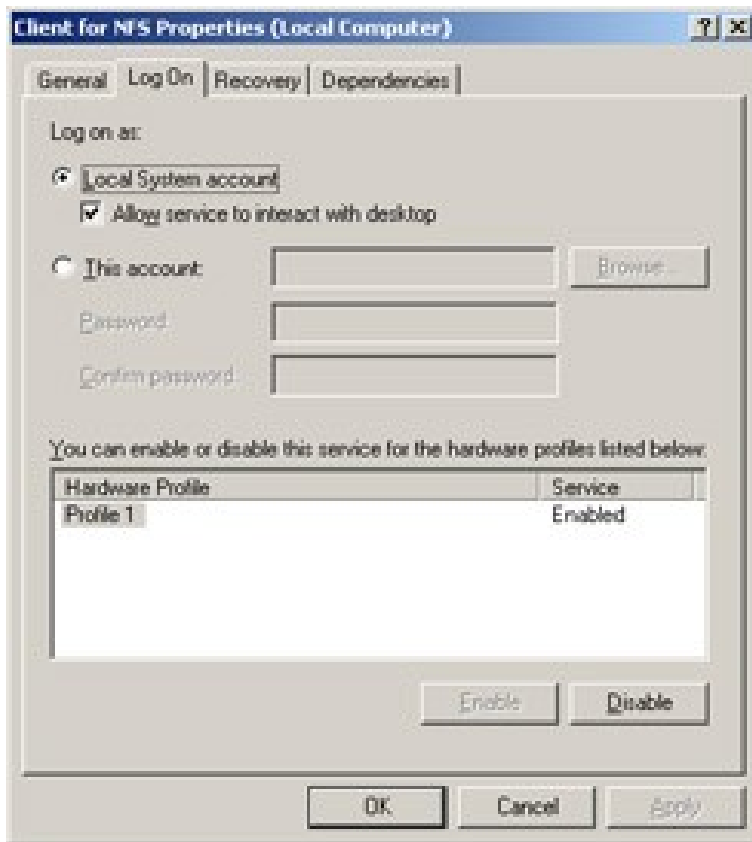 Client for NFS Properties (Local Computer)
General Log On Recovery Dependencies
Log on as:
Local System account
Allow service to interact with desktop
This account: Browse...
Password:
Confirm password:
You can enable or disable this service for the hardware profiles listed below:
Hardware Profile Service
Profile 1 Enabled
Enable Disable
OK Cancel Apply